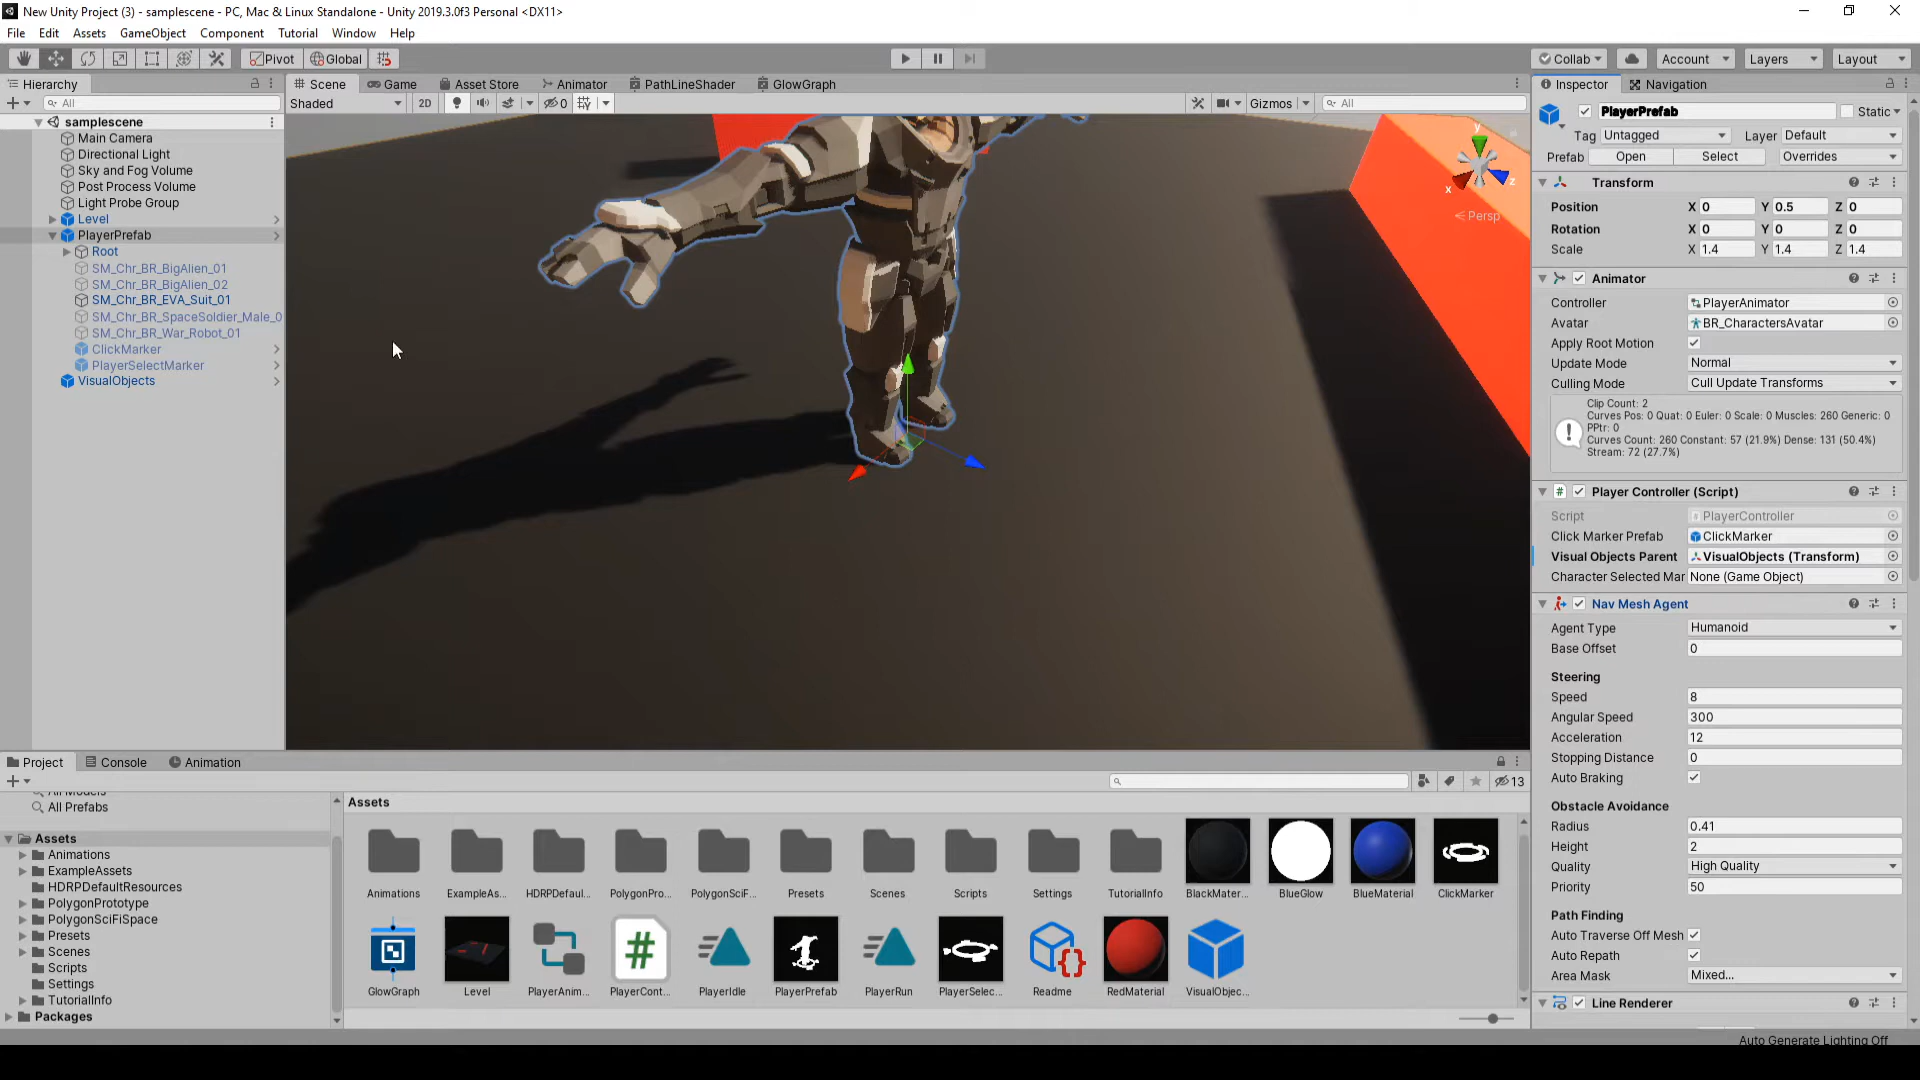 New Unity Project (3) - samplescene - PC, Mac & Linux Standalone - Unity 2019.3.0f3 Personal <DX11>
File Edit Assets GameObject Component Tutorial Window Help
Pivot Global Collab Account Layers Layout
Hierarchy
All
samplescene
Main Camera
Directional Light
Sky and Fog Volume
Post Process Volume
Light Probe Group
Level
PlayerPrefab
Root
SM_Chr_BR_BigAlien_01
SM_Chr_BR_BigAlien_02
SM_Chr_BR_EVA_Suit_01
SM_Chr_BR_SpaceSoldier_Male_0
SM_Chr_BR_War_Robot_01
ClickMarker
PlayerSelectMarker
VisualObjects
Scene Game Asset Store Animator PathLineShader GlowGraph
Shaded 2D 0 Gizmos All
y
x z
Persp
Inspector Navigation
PlayerPrefab Static
Tag Untagged Layer Default
Prefab Open Select Overrides
Transform
Position X 0 Y 0.5 Z 0
Rotation X 0 Y 0 Z 0
Scale X 1.4 Y 1.4 Z 1.4
Animator
Controller PlayerAnimator
Avatar BR_CharactersAvatar
Apply Root Motion
Update Mode Normal
Culling Mode Cull Update Transforms
Clip Count: 2
Curves Pos: 0 Quat: 0 Euler: 0 Scale: 0 Muscles: 260 Generic: 0
PPtr: 0
Curves Count: 260 Constant: 57 (21.9%) Dense: 131 (50.4%)
Stream: 72 (27.7%)
Player Controller (Script)
Script PlayerController
Click Marker Prefab ClickMarker
Visual Objects Parent VisualObjects (Transform)
Character Selected Mar None (Game Object)
Nav Mesh Agent
Agent Type Humanoid
Base Offset 0
Steering
Speed 8
Angular Speed 300
Acceleration 12
Stopping Distance 0
Auto Braking
Obstacle Avoidance
Radius 0.41
Height 2
Quality High Quality
Priority 50
Path Finding
Auto Traverse Off Mesh
Auto Repath
Area Mask Mixed...
Line Renderer
Project Console Animation
13
All Models
All Prefabs
Assets
Animations
ExampleAssets
HDRPDefaultResources
PolygonPrototype
PolygonSciFiSpace
Presets
Scenes
Scripts
Settings
TutorialInfo
Packages
Assets
Animations ExampleAs... HDRPDefaul... PolygonPro... PolygonSciF... Presets Scenes Scripts Settings TutorialInfo BlackMater... BlueGlow BlueMaterial ClickMarker
GlowGraph Level PlayerAnim... PlayerCont... PlayerIdle PlayerPrefab PlayerRun PlayerSelec... Readme RedMaterial VisualObjec...
Auto Generate Lighting Off